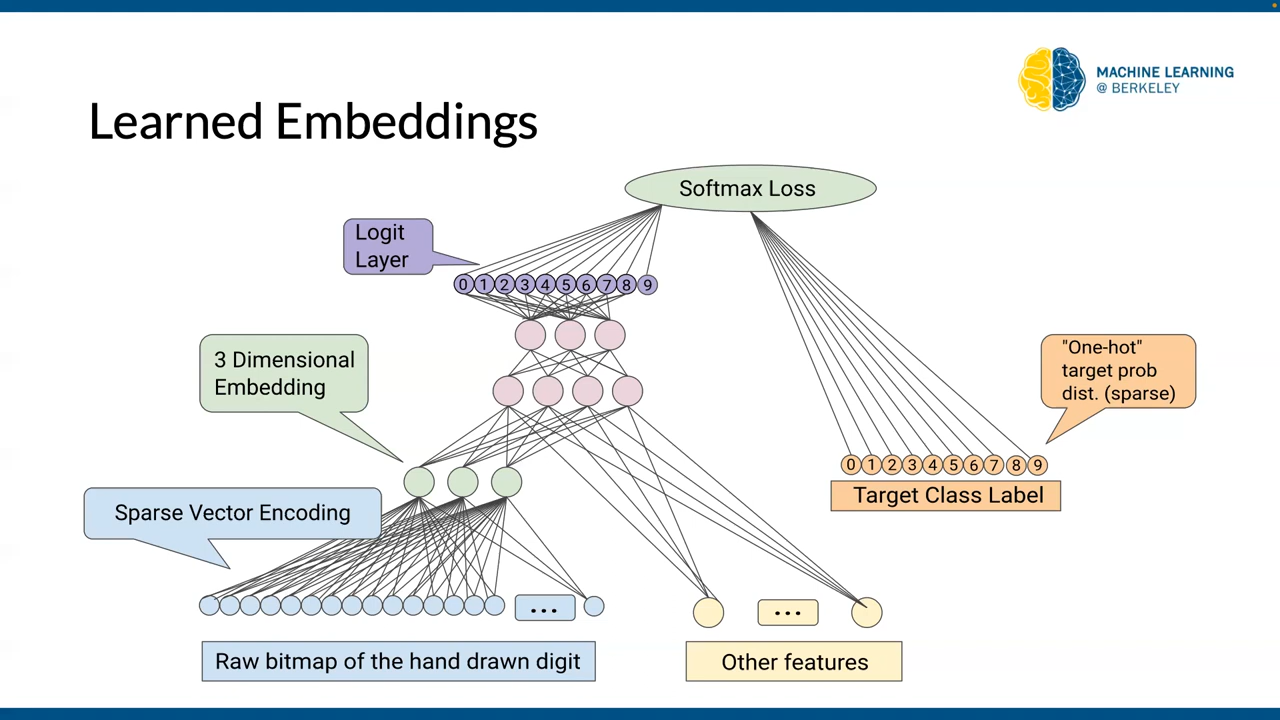 MACHINE LEARNING
@ BERKELEY
Learned Embeddings
Softmax Loss
Logit
Layer
0 1 2 3 4 5 6 7 8 9
3 Dimensional
Embedding
"One-hot"
target prob
dist. (sparse)
0 1 2 3 4 5 6 7 8 9
Target Class Label
Sparse Vector Encoding
...
...
Raw bitmap of the hand drawn digit
Other features